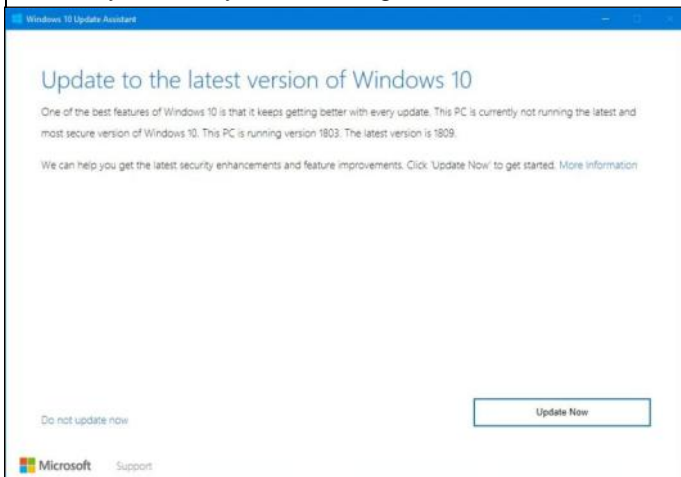 Windows 10 Update Assistant
Update to the latest version of Windows 10
One of the best features of Windows 10 is that it keeps getting better with every update. This PC is currently not running the latest and
most secure version of Windows 10. This PC is running version 1803. The latest version is 1809.
We can help you get the latest security enhancements and feature improvements. Click 'Update Now' to get started. More Information
Do not update now
Update Now
Microsoft Support